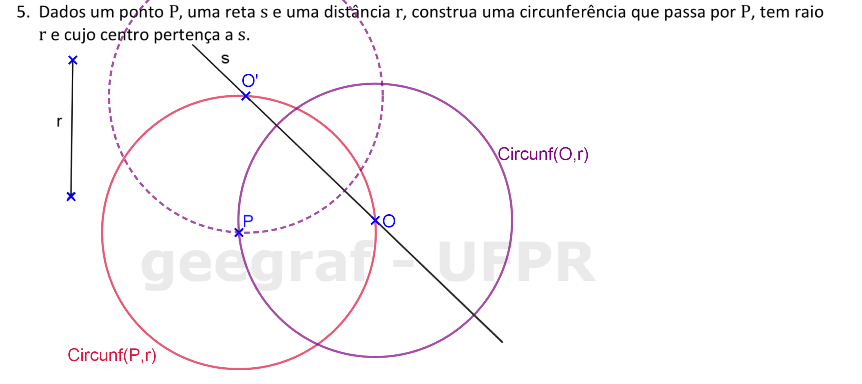 5. Dados um ponto P, uma reta s e uma distância r, construa uma circunferência que passa por P, tem raio
r e cujo centro pertença a s.
s
O'
r
Circunf(O,r)
P
O
geegraf - UFPR
Circunf(P,r)